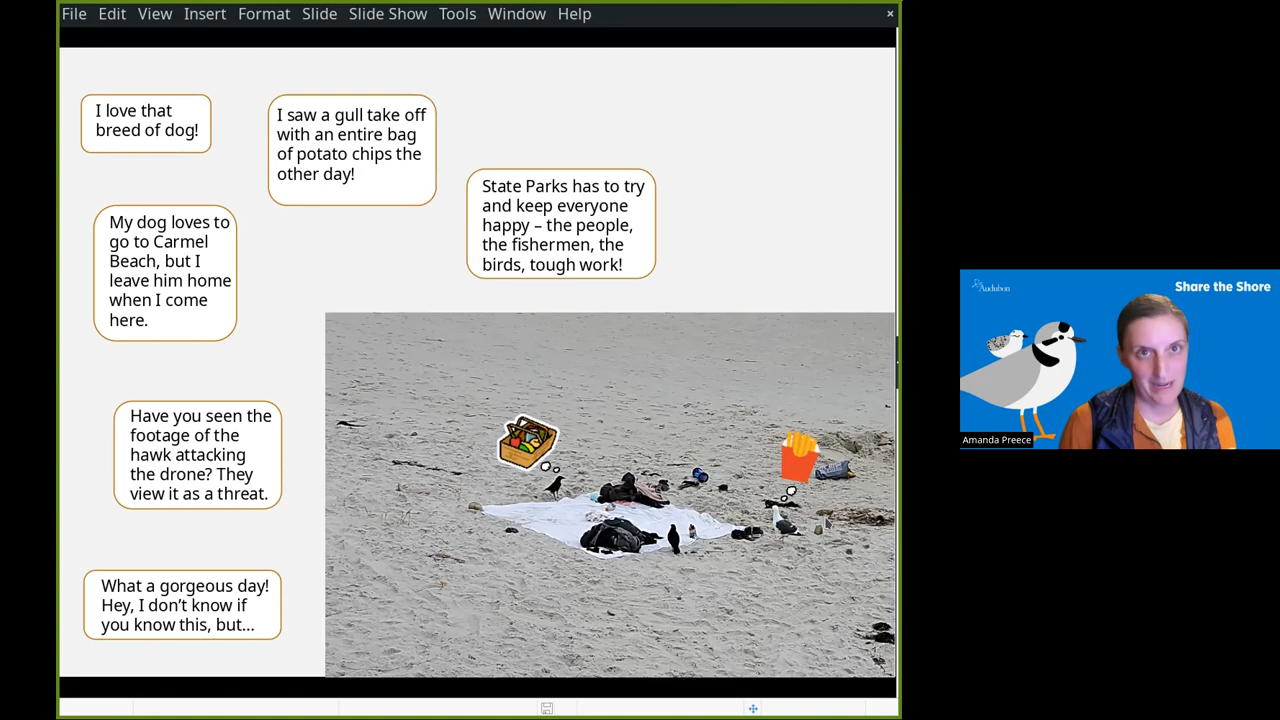 File Edit View Insert Format Slide Slide Show Tools Window Help
I love that
breed of dog!
I saw a gull take off
with an entire bag
of potato chips the
other day!
State Parks has to try
and keep everyone
happy – the people,
the fishermen, the
birds, tough work!
My dog loves to
go to Carmel
Beach, but I
leave him home
when I come
here.
Have you seen the
footage of the
hawk attacking
the drone? They
view it as a threat.
What a gorgeous day!
Hey, I don’t know if
you know this, but...
Audubon
Share the Shore
Amanda Preece